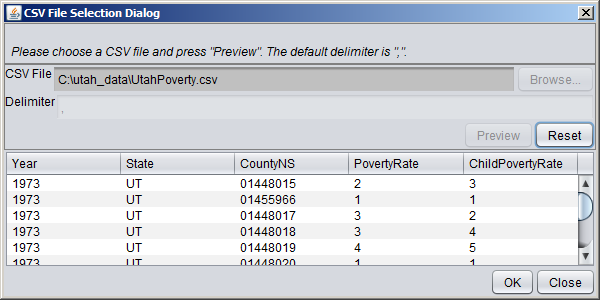 CSV File Selection Dialog
Please choose a CSV file and press "Preview". The default delimiter is ",".
CSV File C:\utah_data\UtahPoverty.csv Browse...
Delimiter ,
Preview Reset
Year State CountyNS PovertyRate ChildPovertyRate
1973 UT 01448015 2 3
1973 UT 01455966 1 1
1973 UT 01448017 3 2
1973 UT 01448018 3 4
1973 UT 01448019 4 5
1973 UT 01448020 1 1
OK Close